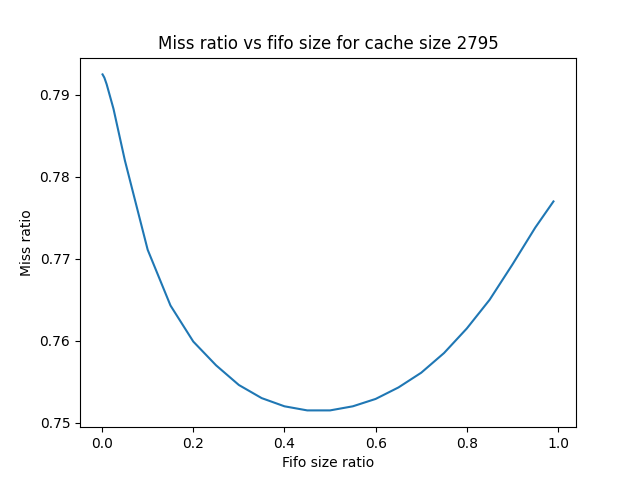 Miss ratio vs fifo size for cache size 2795
0.79
0.78
0.77
0.76
0.75
Miss ratio
0.0 0.2 0.4 0.6 0.8 1.0
Fifo size ratio